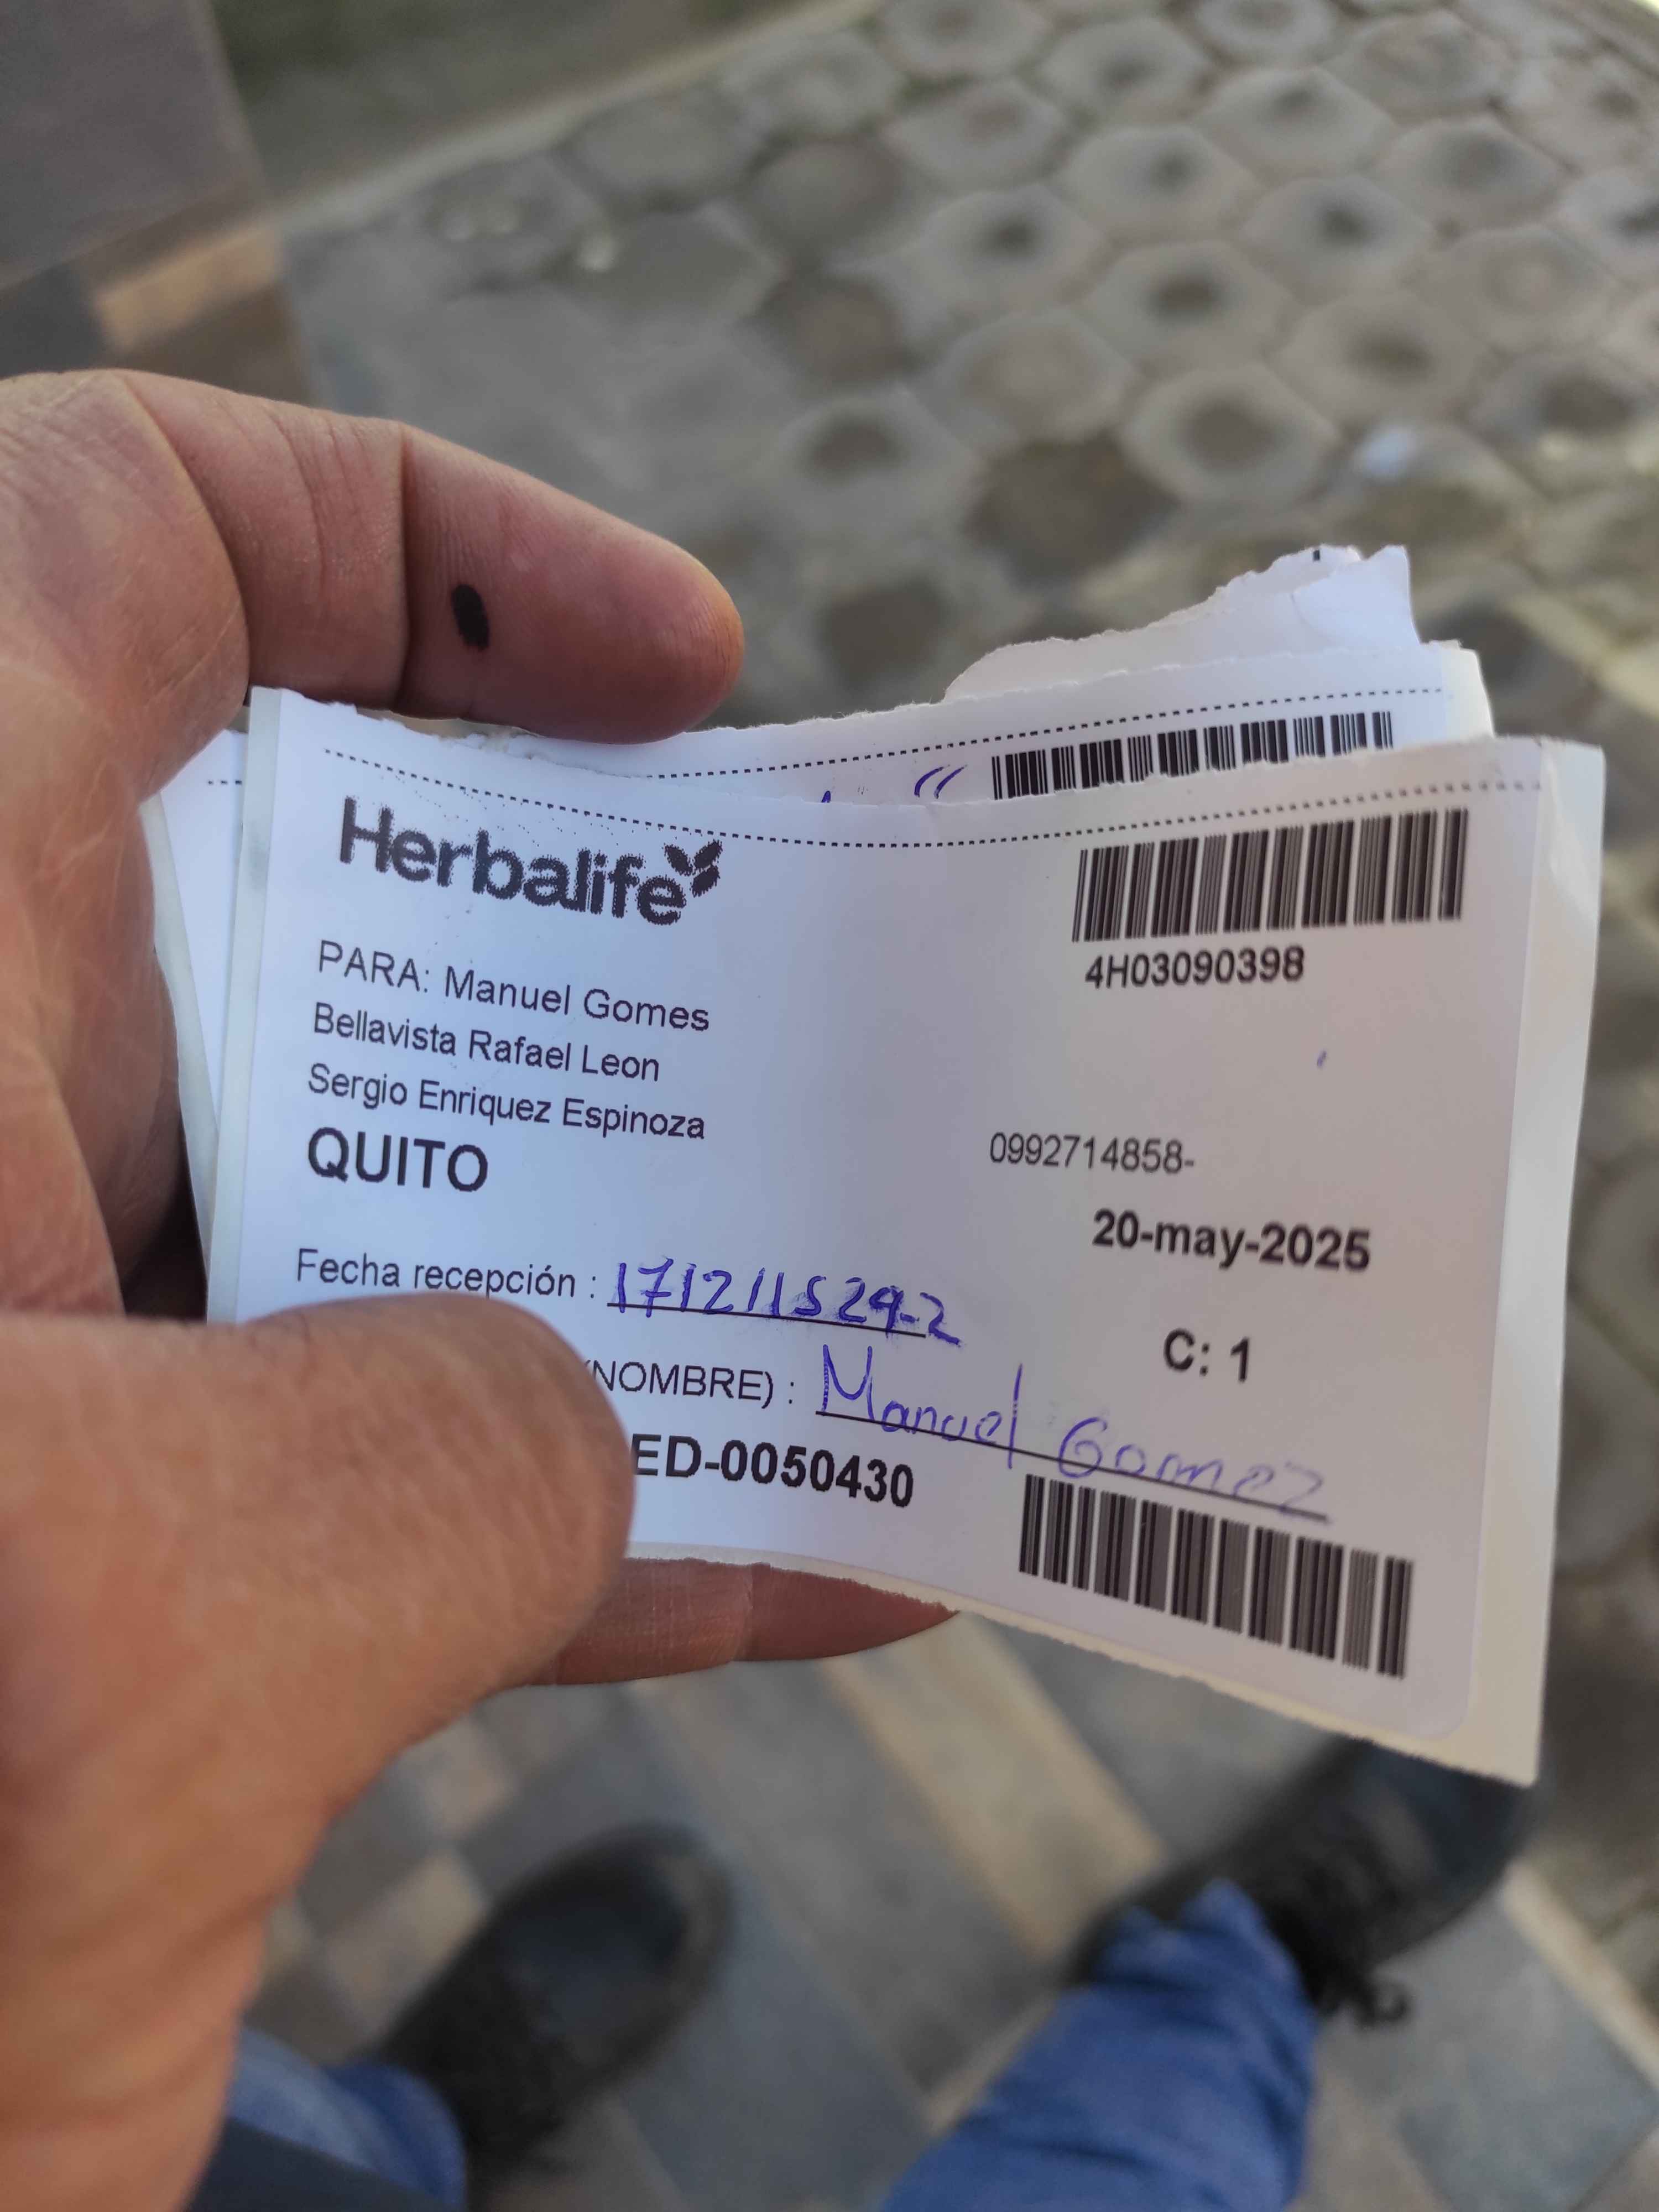 Herbalife
4H03090398
PARA: Manuel Gomes
Bellavista Rafael Leon
Sergio Enriquez Espinoza
QUITO
0992714858-
20-may-2025
Fecha recepción : 171211529-2
C: 1
(NOMBRE) : Manuel Gomez
ED-0050430